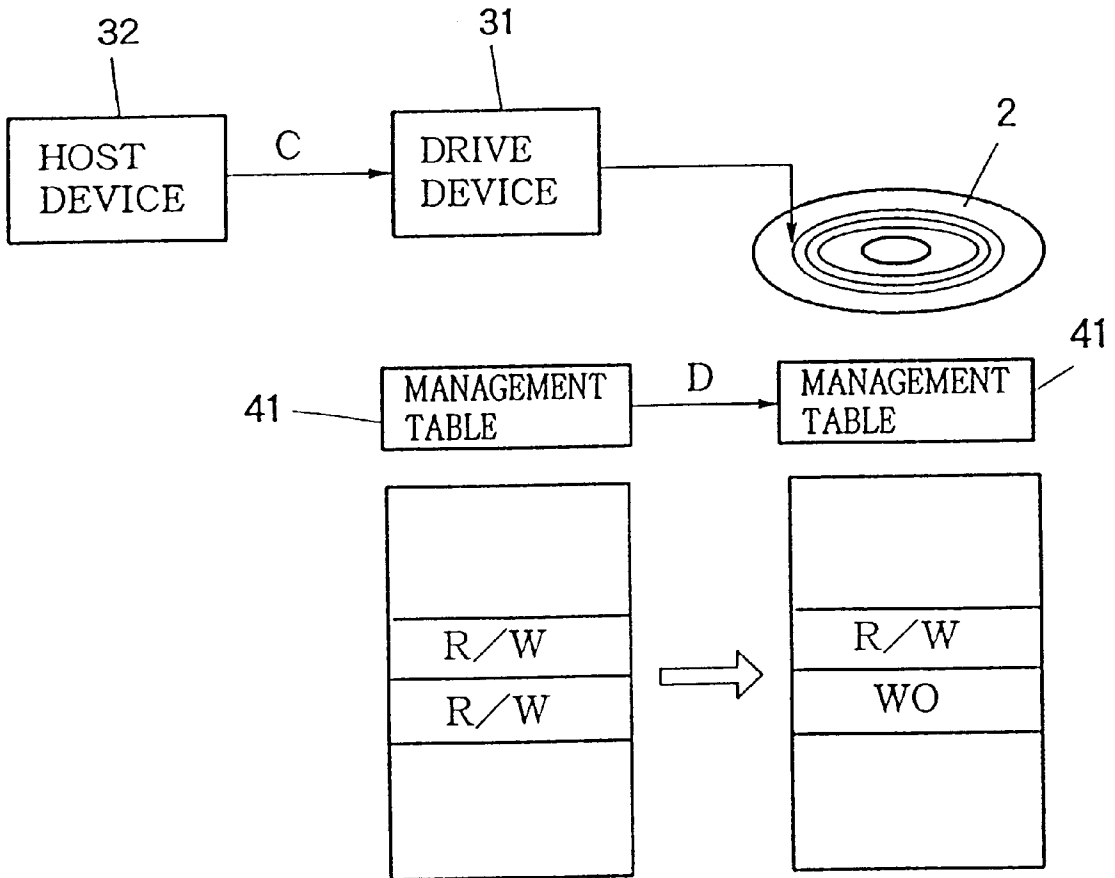 32
31
2
HOST
DEVICE
C
DRIVE
DEVICE
41
MANAGEMENT
TABLE
D
MANAGEMENT
TABLE
41
R/W
R/W
R/W
WO